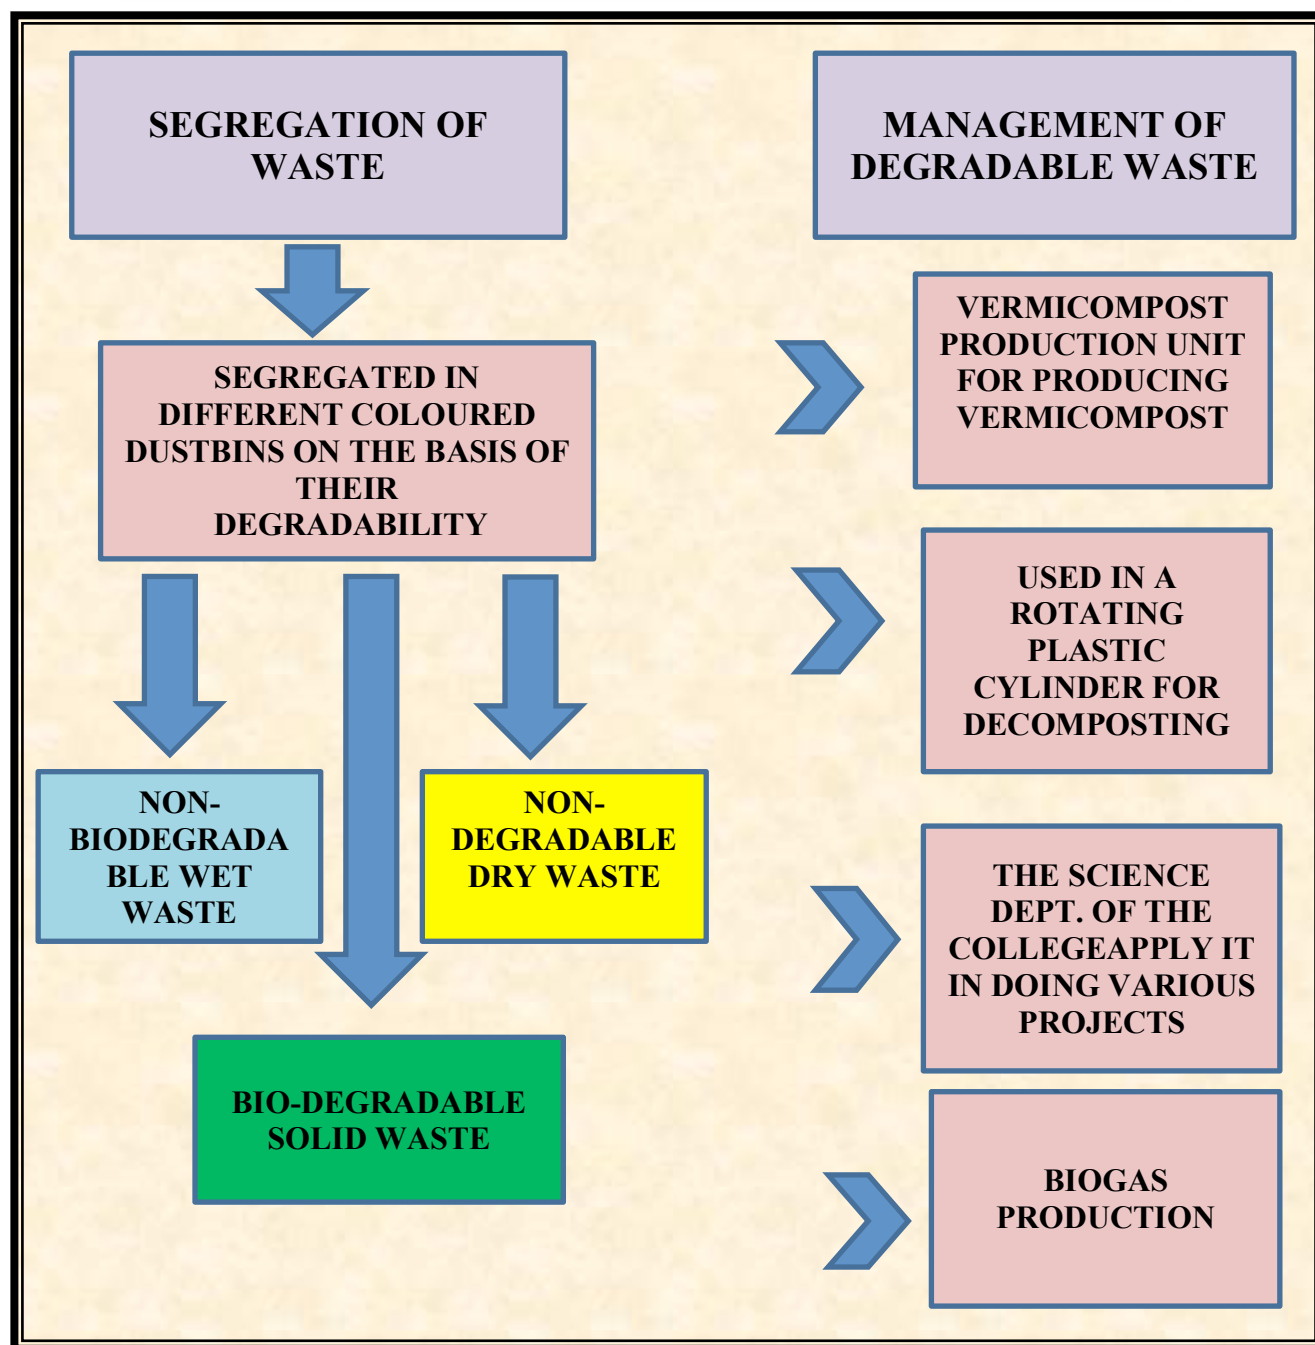 SEGREGATION OF
WASTE
SEGREGATED IN
DIFFERENT COLOURED
DUSTBINS ON THE BASIS OF
THEIR
DEGRADABILITY
NON-
BIODEGRADA
BLE WET
WASTE
NON-
DEGRADABLE
DRY WASTE
BIO-DEGRADABLE
SOLID WASTE
MANAGEMENT OF
DEGRADABLE WASTE
VERMICOMPOST
PRODUCTION UNIT
FOR PRODUCING
VERMICOMPOST
USED IN A
ROTATING
PLASTIC
CYLINDER FOR
DECOMPOSTING
THE SCIENCE
DEPT. OF THE
COLLEGEAPPLY IT
IN DOING VARIOUS
PROJECTS
BIOGAS
PRODUCTION